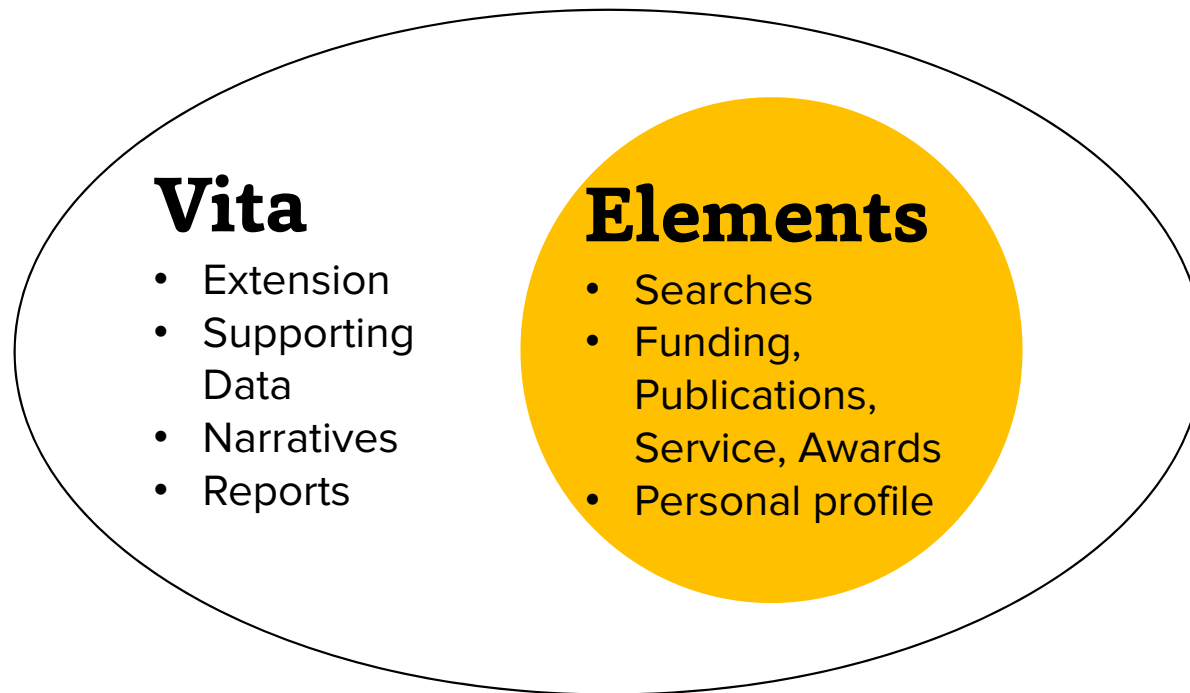 Vita
• Extension
• Supporting
Data
• Narratives
• Reports
Elements
• Searches
• Funding,
Publications,
Service, Awards
• Personal profile